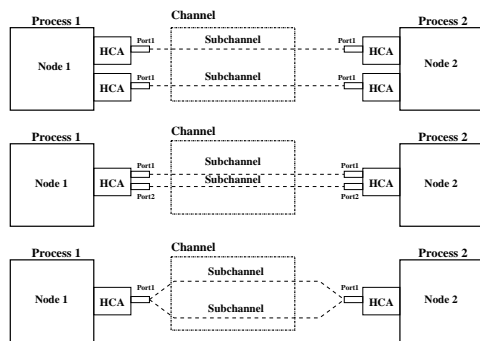 Channel
Process 1
Process 2
HCA
Port1
Subchannel
Port1
HCA
Node 1
Node 2
HCA
Port1
Subchannel
Port1
HCA
Channel
Process 1
Process 2
Port1
Subchannel
Port1
Node 1
HCA
Subchannel
HCA
Node 2
Port2
Port2
Channel
Process 1
Process 2
Subchannel
Node 1
HCA
Port1
Port1
HCA
Node 2
Subchannel